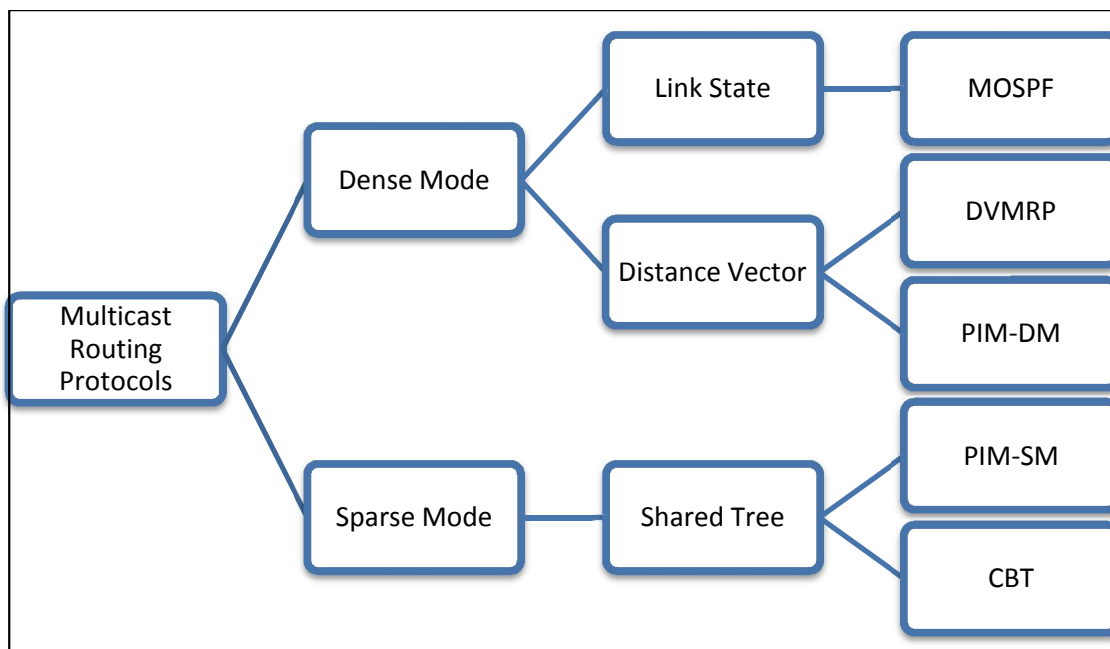 Multicast
Routing
Protocols
Dense Mode
Sparse Mode
Link State
Distance Vector
Shared Tree
MOSPF
DVMRP
PIM-DM
PIM-SM
CBT